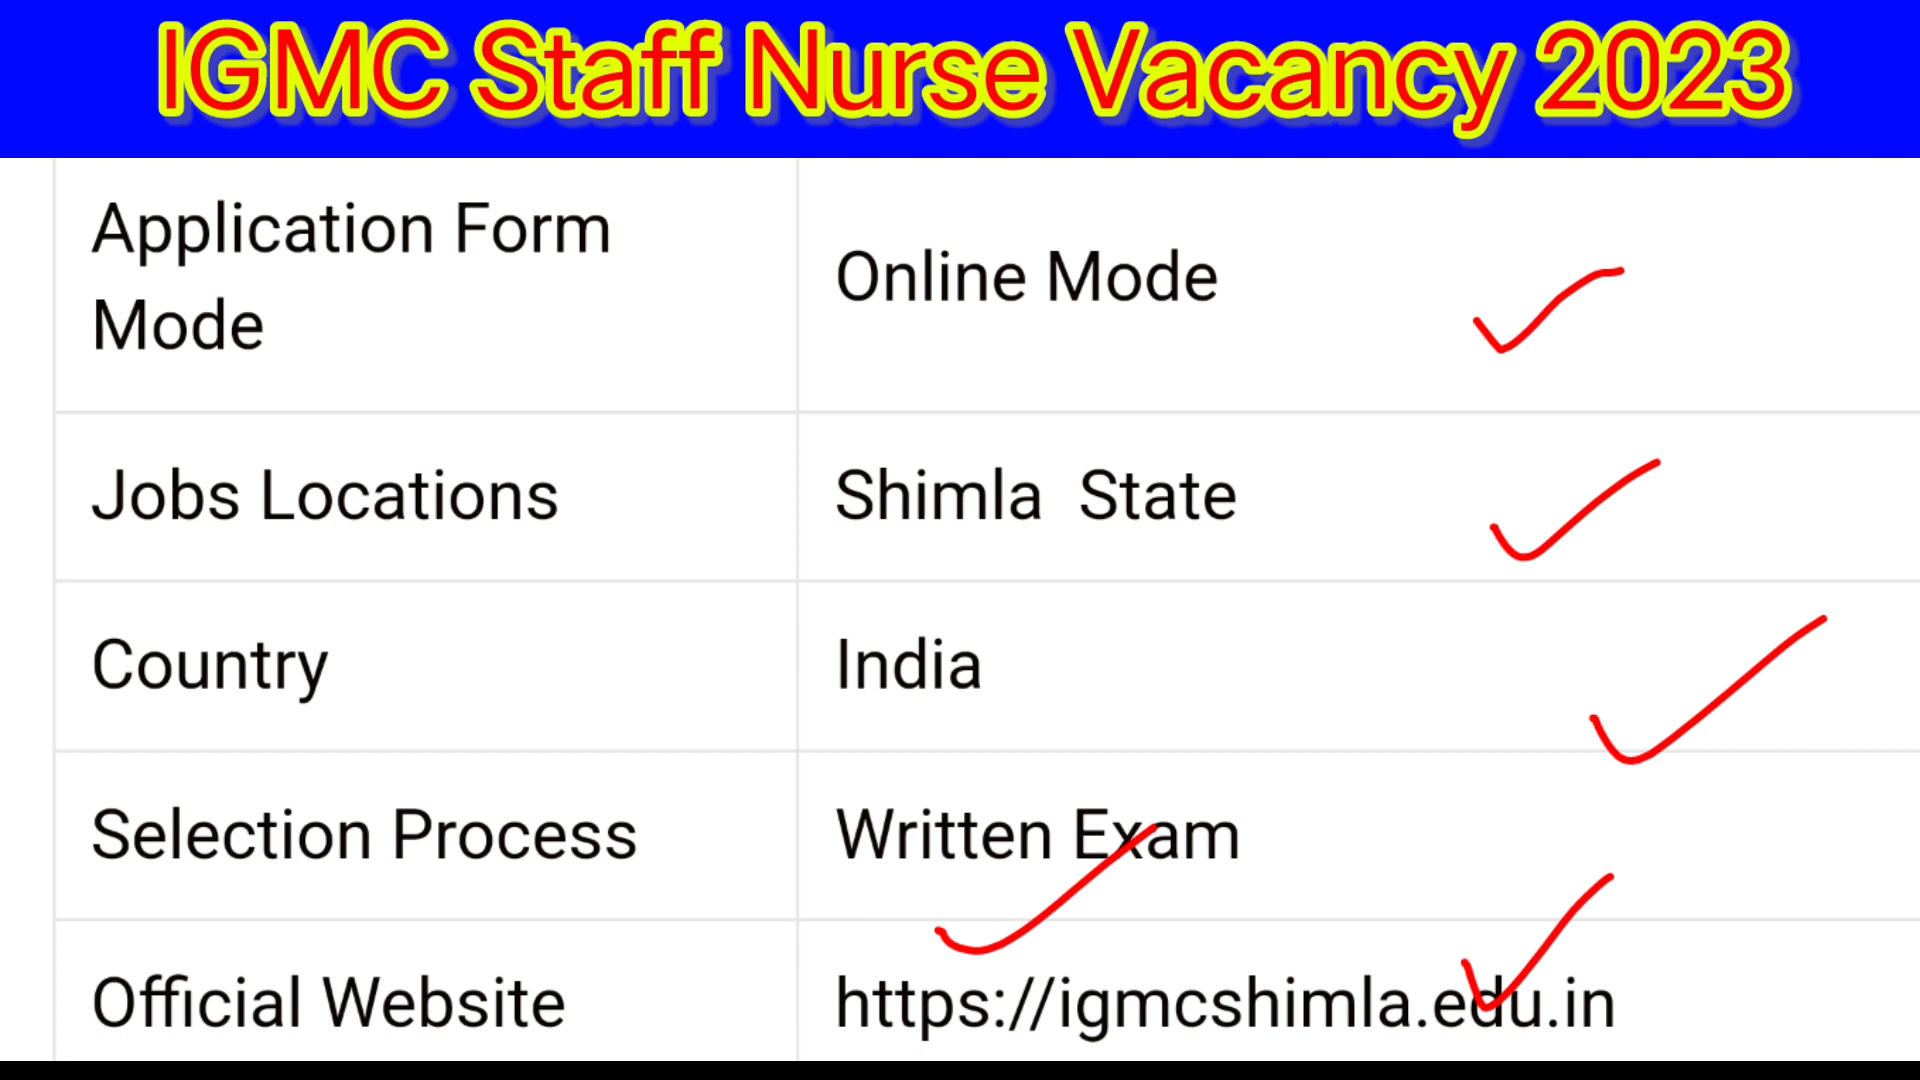 IGMC Staff Nurse Vacancy 2023
Application Form
Mode
Online Mode
Jobs Locations
Shimla  State
Country
India
Selection Process
Written Exam
Official Website
https://igmcshimla.edu.in